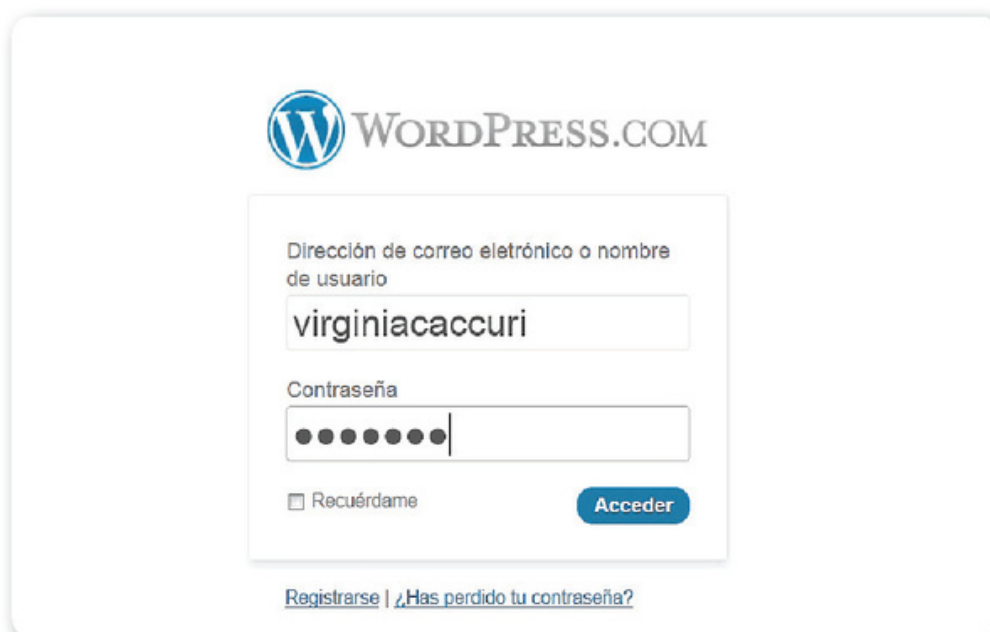 WORDPRESS.COM
Dirección de correo eletrónico o nombre
de usuario
virginiacaccuri
Contraseña
●●●●●●●
Recuérdame
Acceder
Registrarse | ¿Has perdido tu contraseña?